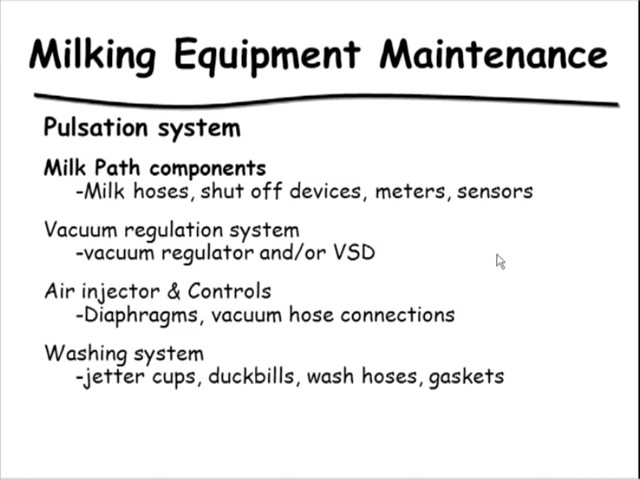 Milking Equipment Maintenance
Pulsation system
Milk Path components
-Milk hoses, shut off devices, meters, sensors
Vacuum regulation system
-vacuum regulator and/or VSD
Air injector & Controls
-Diaphragms, vacuum hose connections
Washing system
-jetter cups, duckbills, wash hoses, gaskets